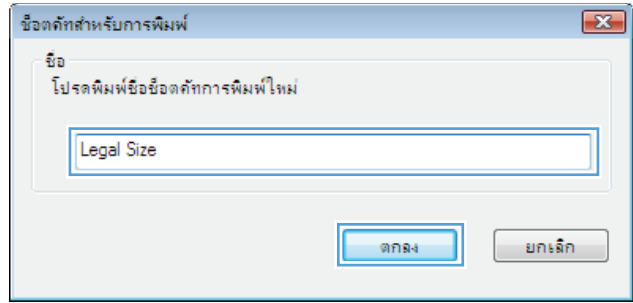 ช็อตคัทสำหรับการพิมพ์
ชื่อ
โปรดพิมพ์ชื่อช็อตคัทการพิมพ์ใหม่
Legal Size
ตกลง
ยกเลิก